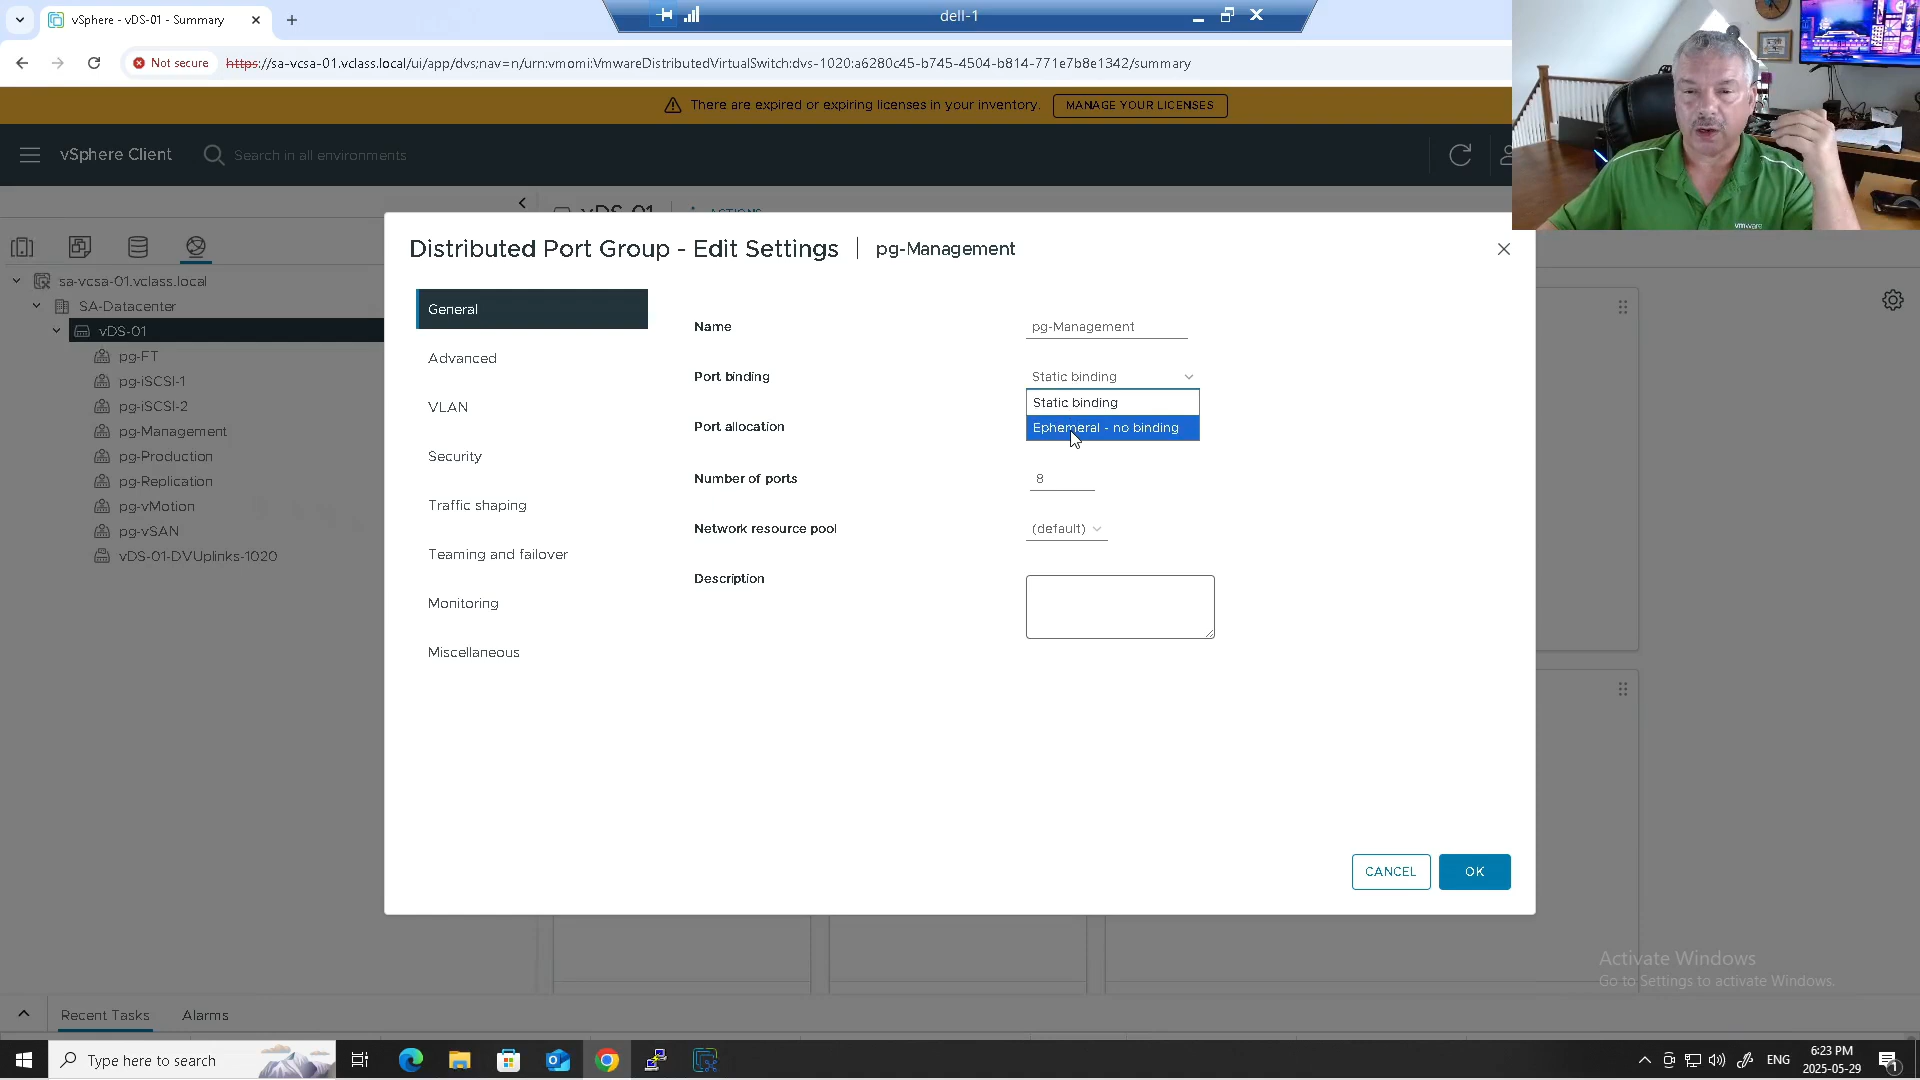 vSphere - vDS-01 - Summary
dell-1
Not secure
https://sa-vcsa-01.vclass.local/ui/app/dvs;nav=n/urn:vmomi:VmwareDistributedVirtualSwitch:dvs-1020:a6280c45-b745-4504-b814-771e7b8e1342/summary
There are expired or expiring licenses in your inventory.
MANAGE YOUR LICENSES
vSphere Client
Search in all environments
vDS-01
ACTIONS
sa-vcsa-01.vclass.local
SA-Datacenter
vDS-01
pg-FT
pg-iSCSI-1
pg-iSCSI-2
pg-Management
pg-Production
pg-Replication
pg-vMotion
pg-vSAN
vDS-01-DVUplinks-1020
Distributed Port Group - Edit Settings
pg-Management
General
Advanced
VLAN
Security
Traffic shaping
Teaming and failover
Monitoring
Miscellaneous
Name
pg-Management
Port binding
Static binding
Static binding
Ephemeral - no binding
Port allocation
Number of ports
8
Network resource pool
(default)
Description
CANCEL
OK
vmware
Activate Windows
Go to Settings to activate Windows.
Recent Tasks
Alarms
Type here to search
ENG
6:23 PM
2025-05-29
1